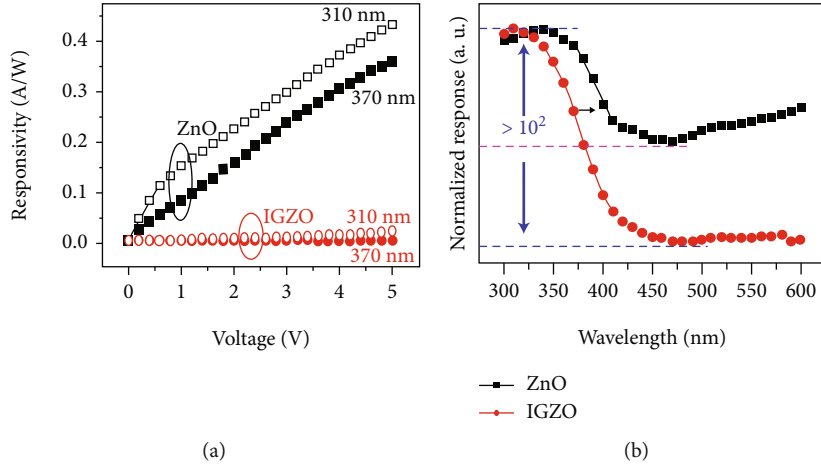 Responsivity (A/W)
0.4
0.3
0.2
0.1
0.0
310 nm
370 nm
ZnO
IGZO
310 nm
370 nm
0 1 2 3 4 5
Voltage (V)
(a)
Normalized response (a. u.)
> 10²
300 350 400 450 500 550 600
Wavelength (nm)
ZnO
IGZO
(b)